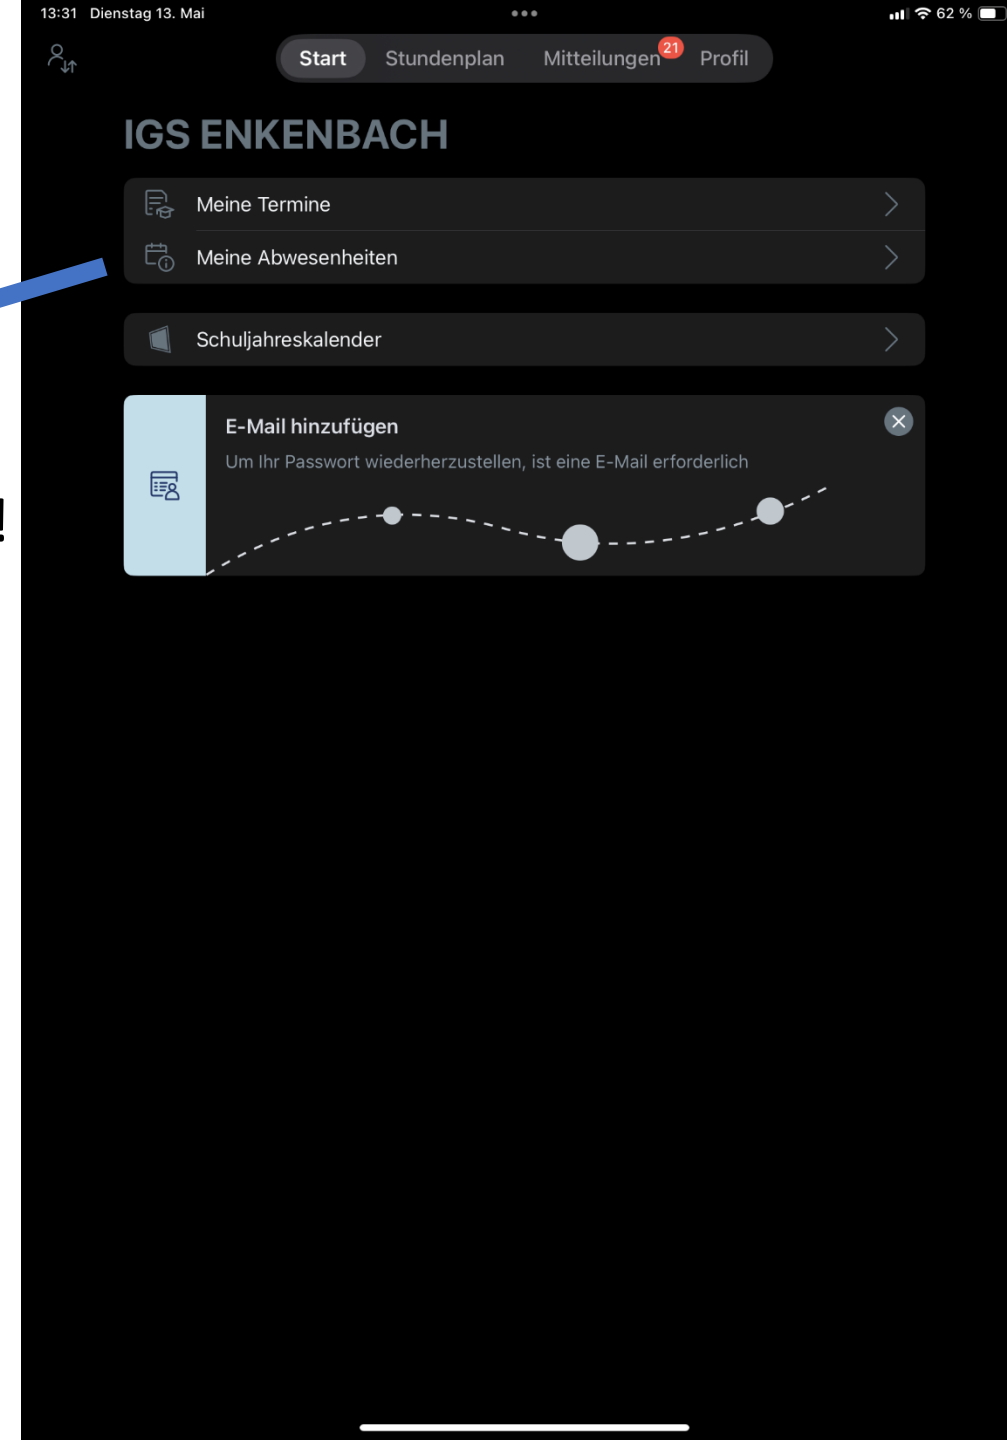 13:31 Dienstag 13. Mai
62 %
Start Stundenplan Mitteilungen 21 Profil
IGS ENKENBACH
Meine Termine
Meine Abwesenheiten
Schuljahreskalender
E-Mail hinzufügen
Um Ihr Passwort wiederherzustellen, ist eine E-Mail erforderlich
!